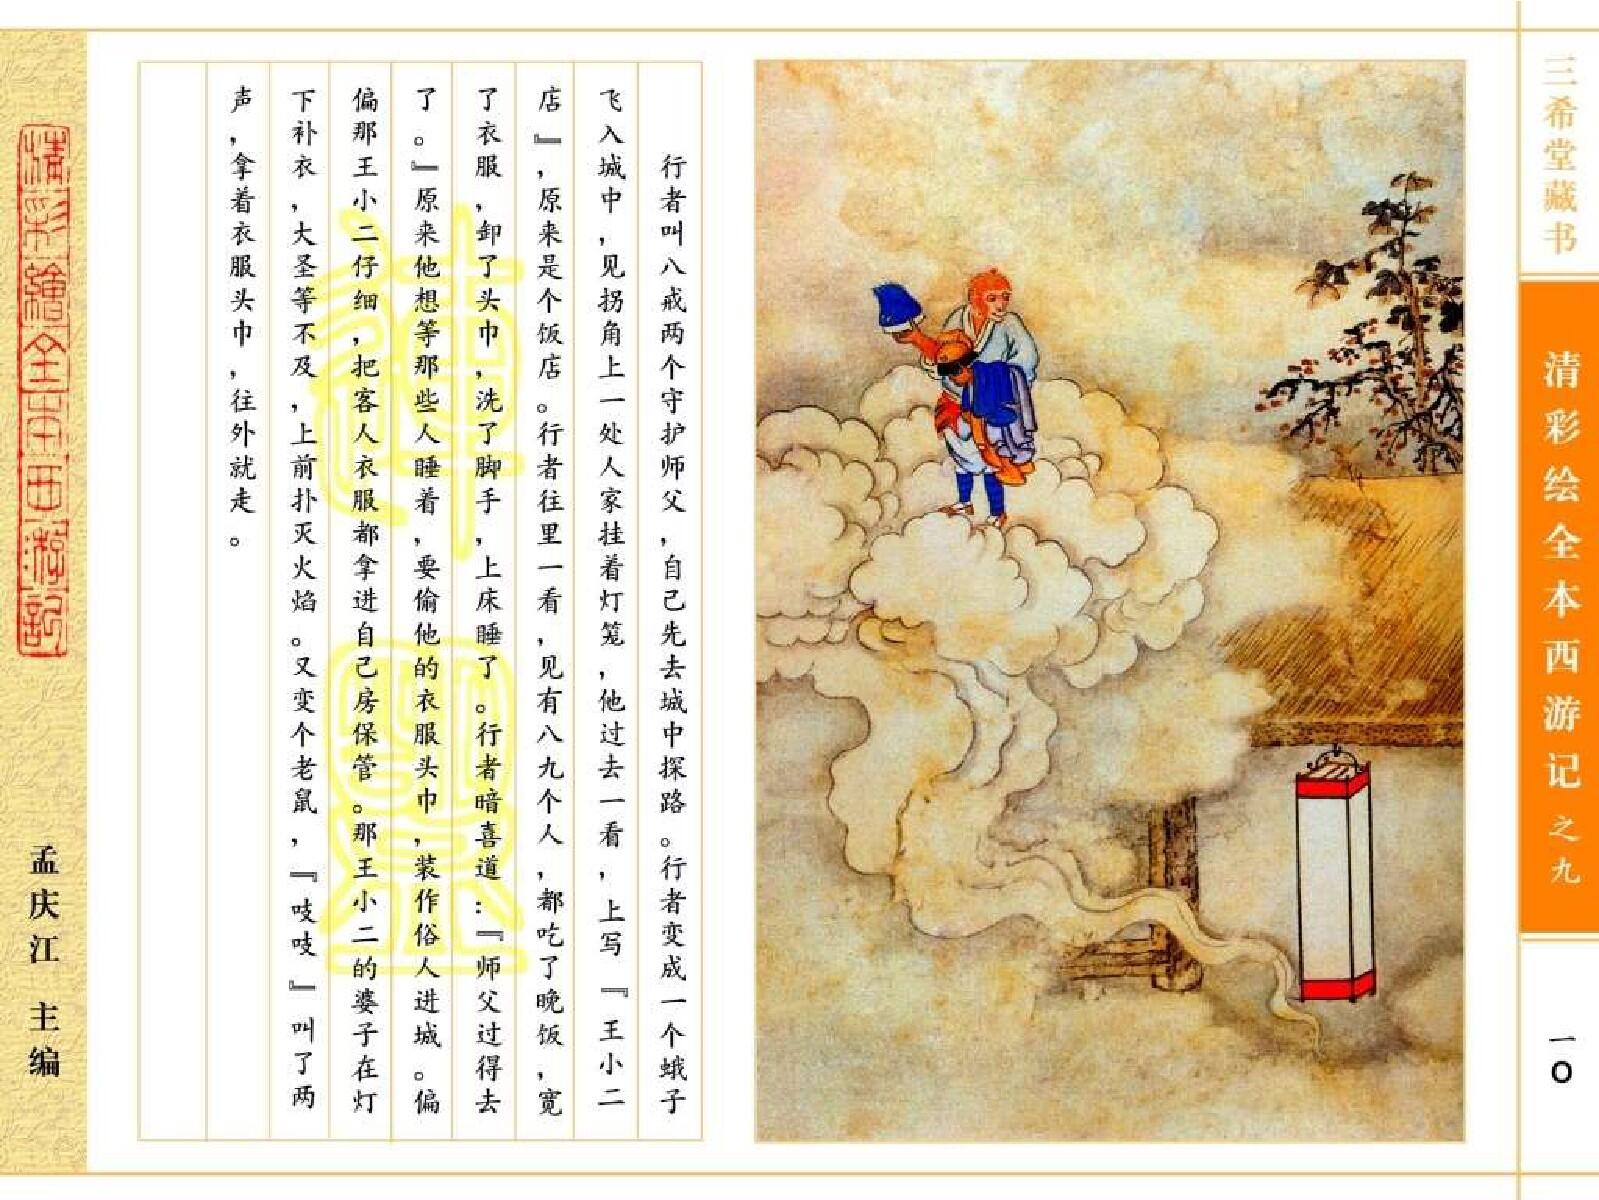 三希堂藏书
清彩绘全本西游记之九
一〇
行者叫八戒两个守护师父，自己先去城中探路。行者变成一个蛾子
飞入城中，见拐角上一处人家挂着灯笼，他过去一看，上写『王小二
店』，原来是个饭店。行者往里一看，见有八九个人，都吃了晚饭，宽
了衣服，卸了头巾，洗了脚手，上床睡了。行者暗喜道：『师父过得去
了。』原来他想等那些人睡着，要偷他的衣服头巾，装作俗人进城。偏
偏那王小二仔细，把客人衣服都拿进自己房保管。那王小二的婆子在灯
下补衣，大圣等不及，上前扑灭火焰。又变个老鼠，『吱吱』叫了两
声，拿着衣服头巾，往外就走。
清彩繪全本西游記
孟庆江 主编